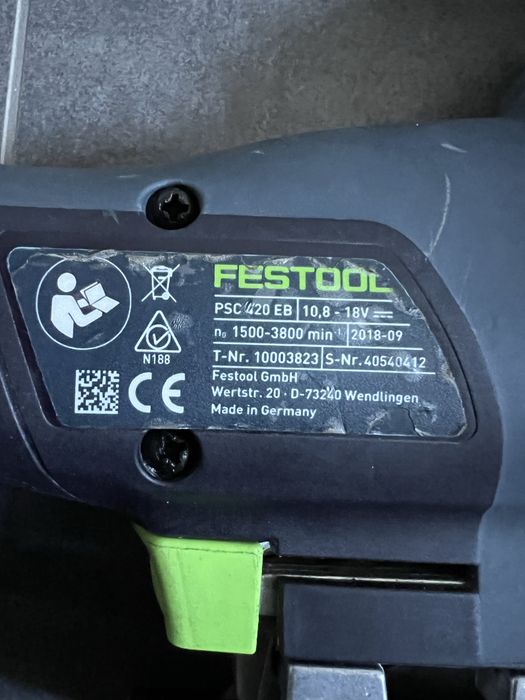 FESTOOL
PSC 420 EB 10,8 - 18V
n₀ 1500-3800 min⁻¹ 2018-09
T-Nr. 10003823 S-Nr. 40540412
N188
CE
Festool GmbH
Wertstr. 20 · D-73240 Wendlingen
Made in Germany